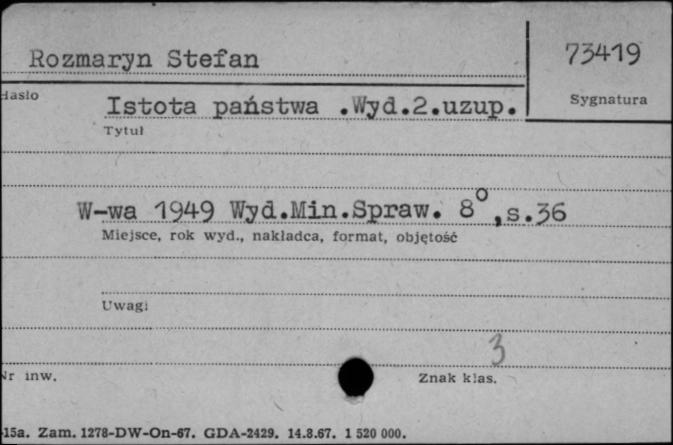 Rozmaryn Stefan
73419
Hasło
Sygnatura
Istota państwa .Wyd.2.uzup.
Tytuł
W-wa 1949 Wyd.Min.Spraw. 8°,s.36
Miejsce, rok wyd., nakładca, format, objętość
Uwagi
3
Nr inw.
Znak klas.
-15a. Zam. 1278-DW-On-67. GDA-2429. 14.8.67. 1 520 000.